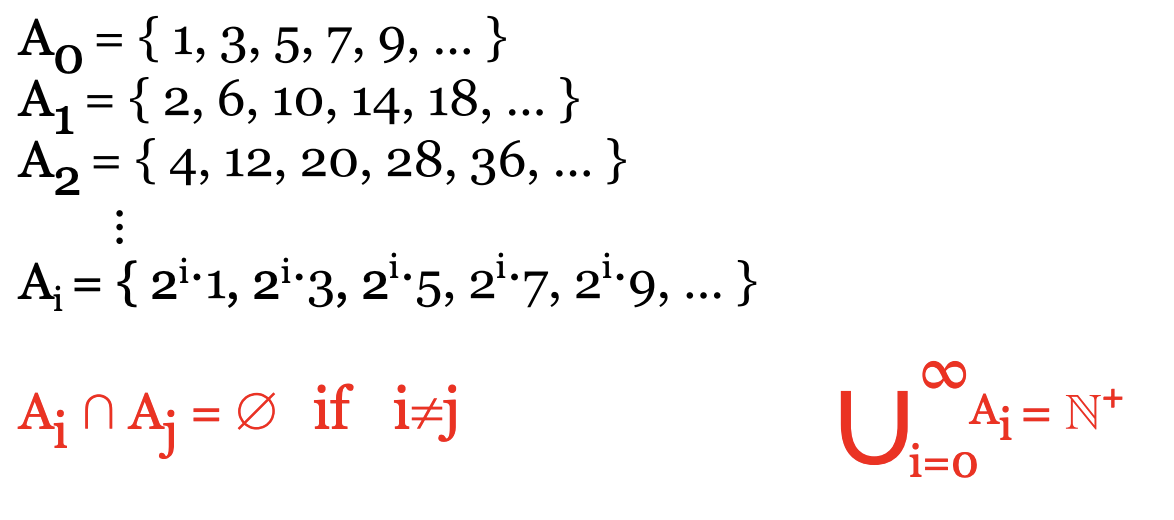 A₀ = { 1, 3, 5, 7, 9, ... }
A₁ = { 2, 6, 10, 14, 18, ... }
A₂ = { 4, 12, 20, 28, 36, ... }
⋮
Aᵢ = { 2ⁱ·1, 2ⁱ·3, 2ⁱ·5, 2ⁱ·7, 2ⁱ·9, ... }
Aᵢ ∩ Aⱼ = ∅ if i≠j
⋃ᵢ₌₀^∞ Aᵢ = ℕ⁺